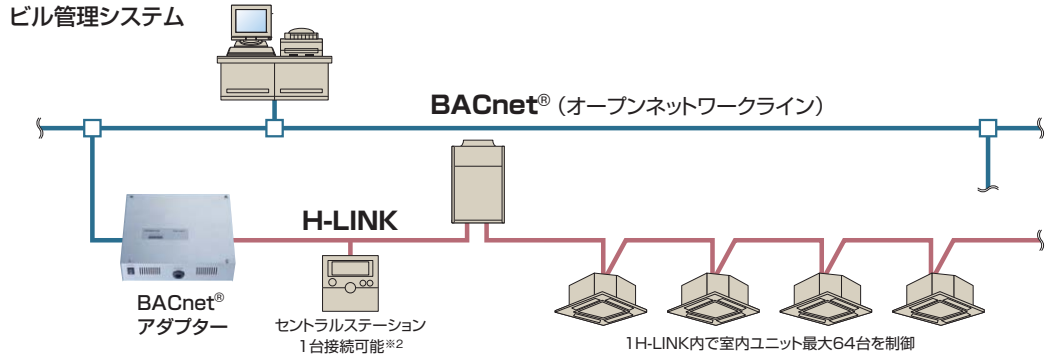 ビル管理システム
BACnet® (オープンネットワークライン)
H-LINK
BACnet®
アダプター
セントラルステーション
1台接続可能※2
1H-LINK内で室内ユニット最大64台を制御